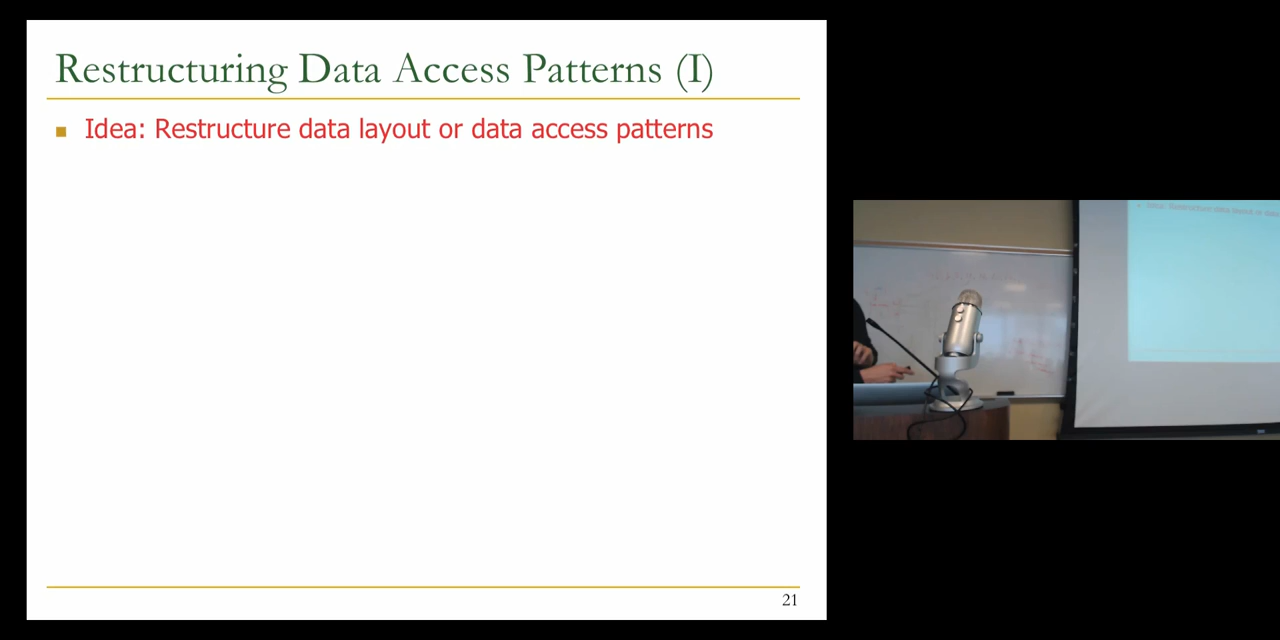 Restructuring Data Access Patterns (I)
■ Idea: Restructure data layout or data access patterns
21